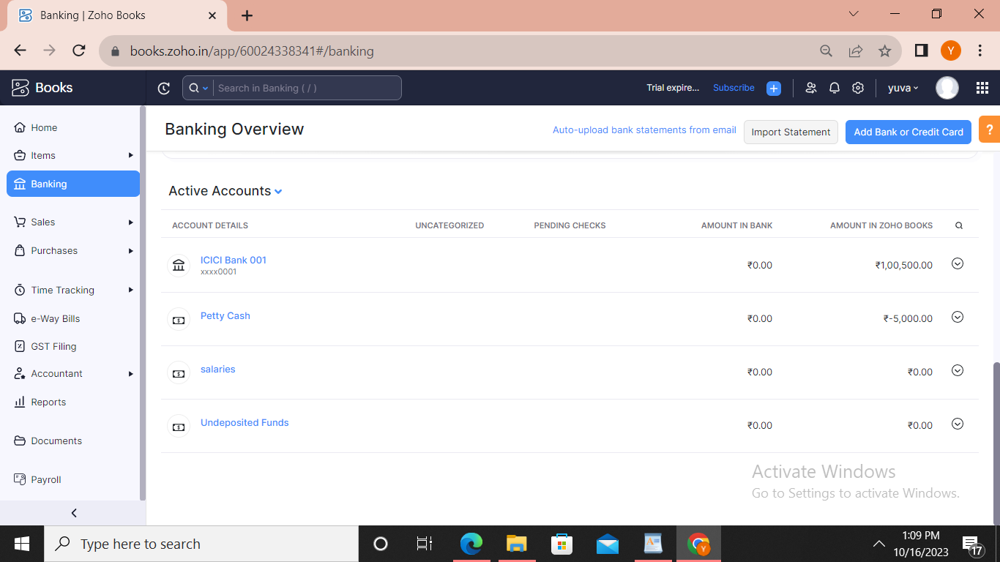 Banking | Zoho Books
books.zoho.in/app/60024338341#/banking
Y
Books
Search in Banking ( / )
Trial expire...
Subscribe
yuva
Home
Items
Banking
Sales
Purchases
Time Tracking
e-Way Bills
GST Filing
Accountant
Reports
Documents
Payroll
Banking Overview
Auto-upload bank statements from email
Import Statement
Add Bank or Credit Card
?
Active Accounts
ACCOUNT DETAILS UNCATEGORIZED PENDING CHECKS AMOUNT IN BANK AMOUNT IN ZOHO BOOKS
ICICI Bank 001 ₹0.00 ₹1,00,500.00
xxxx0001
Petty Cash ₹0.00 ₹-5,000.00
salaries ₹0.00 ₹0.00
Undeposited Funds ₹0.00 ₹0.00
Activate Windows
Go to Settings to activate Windows.
Type here to search
Y
1:09 PM
10/16/2023
17